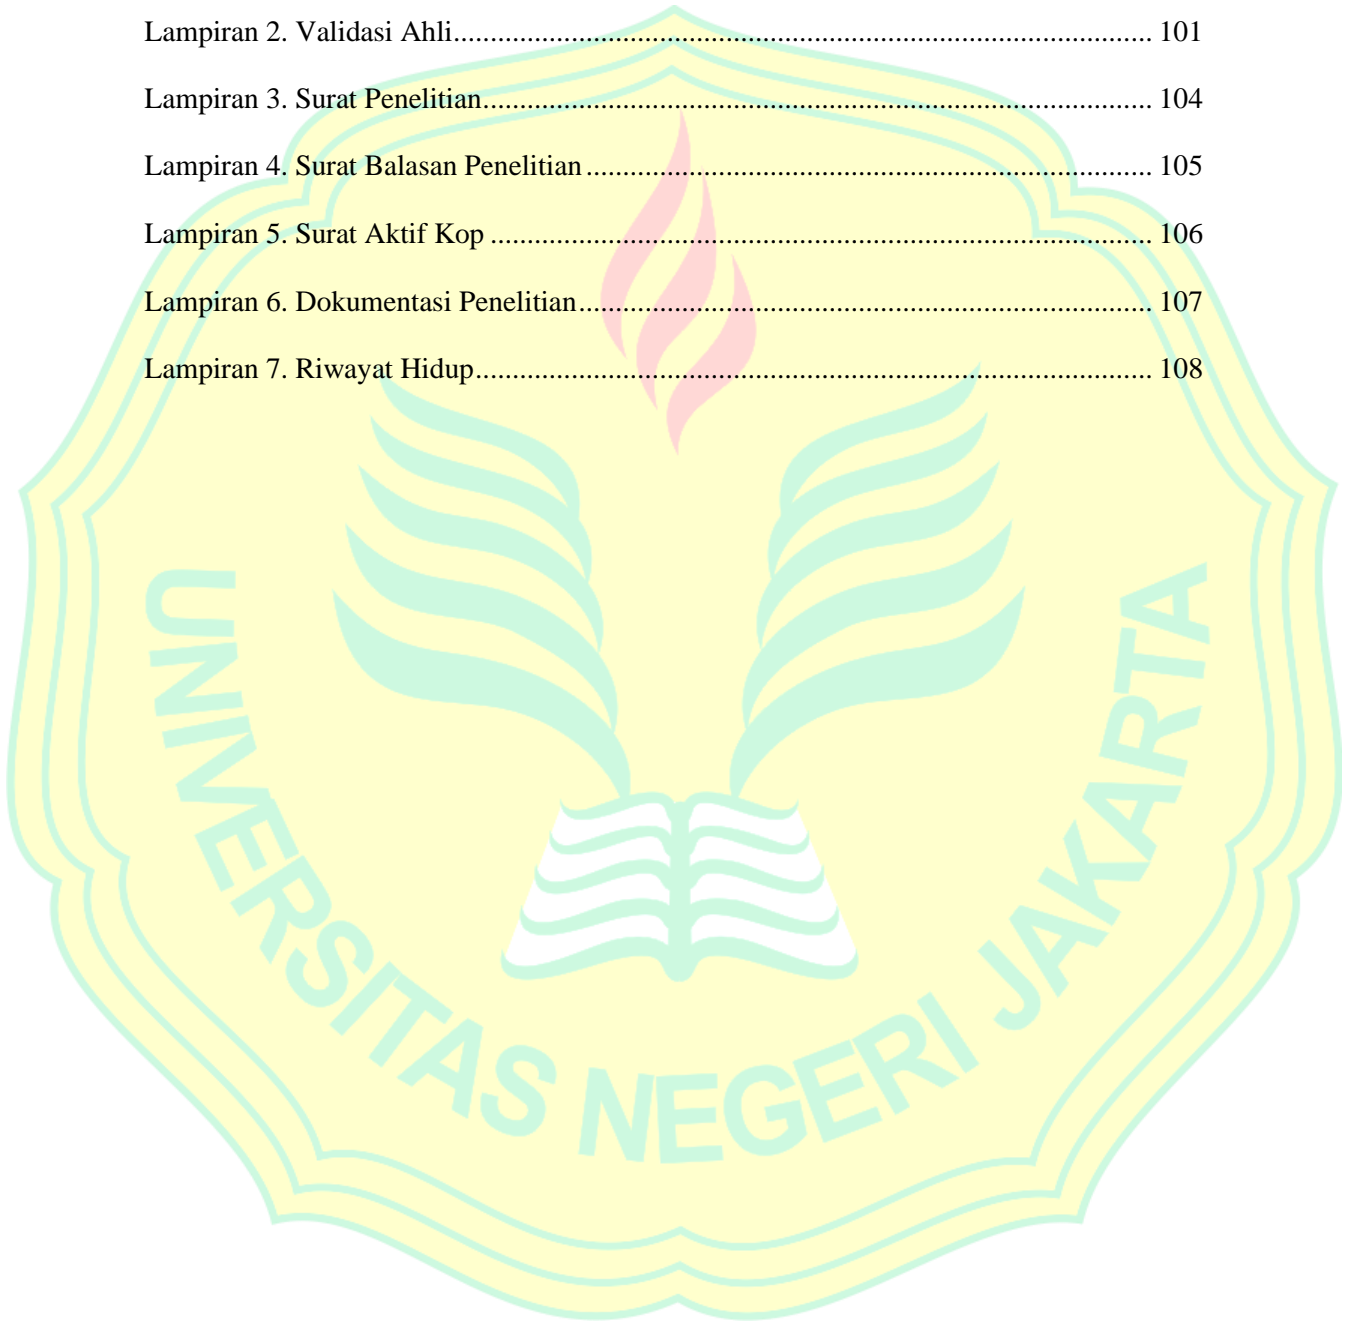 Lampiran 2. Validasi Ahli............................................................................................... 101
Lampiran 3. Surat Penelitian........................................................................................... 104
Lampiran 4. Surat Balasan Penelitian ............................................................................. 105
Lampiran 5. Surat Aktif Kop .......................................................................................... 106
Lampiran 6. Dokumentasi Penelitian.............................................................................. 107
Lampiran 7. Riwayat Hidup............................................................................................ 108
UNIVERSITAS NEGERI JAKARTA